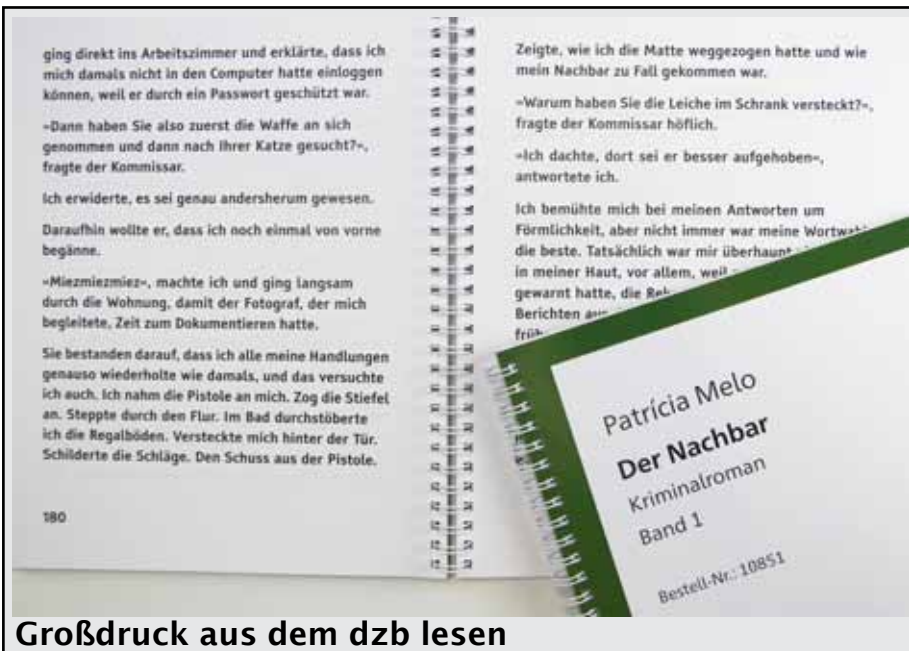 ging direkt ins Arbeitszimmer und erklärte, dass ich
mich damals nicht in den Computer hatte einloggen
können, weil er durch ein Passwort geschützt war.
»Dann haben Sie also zuerst die Waffe an sich
genommen und dann nach Ihrer Katze gesucht?«,
fragte der Kommissar.
Ich erwiderte, es sei genau andersherum gewesen.
Daraufhin wollte er, dass ich noch einmal von vorne
begänne.
»Miezmiezmiez«, machte ich und ging langsam
durch die Wohnung, damit der Fotograf, der mich
begleitete, Zeit zum Dokumentieren hatte.
Sie bestanden darauf, dass ich alle meine Handlungen
genauso wiederholte wie damals, und das versuchte
ich auch. Ich nahm die Pistole an mich. Zog die Stiefel
an. Steppte durch den Flur. Im Bad durchstöberte
ich die Regalböden. Versteckte mich hinter der Tür.
Schilderte die Schläge. Den Schuss aus der Pistole.
180
Zeigte, wie ich die Matte weggezogen hatte und wie
mein Nachbar zu Fall gekommen war.
»Warum haben Sie die Leiche im Schrank versteckt?«,
fragte der Kommissar höflich.
»Ich dachte, dort sei er besser aufgehoben«,
antwortete ich.
Ich bemühte mich bei meinen Antworten um
Förmlichkeit, aber nicht immer war meine
die beste. Tatsächlich war mir überhaupt
in meiner Haut, vor allem, weil
gewarnt hatte, die
Berichten
Patrícia Melo
Der Nachbar
Kriminalroman
Band 1
Bestell-Nr.: 10851
Großdruck aus dem dzb lesen